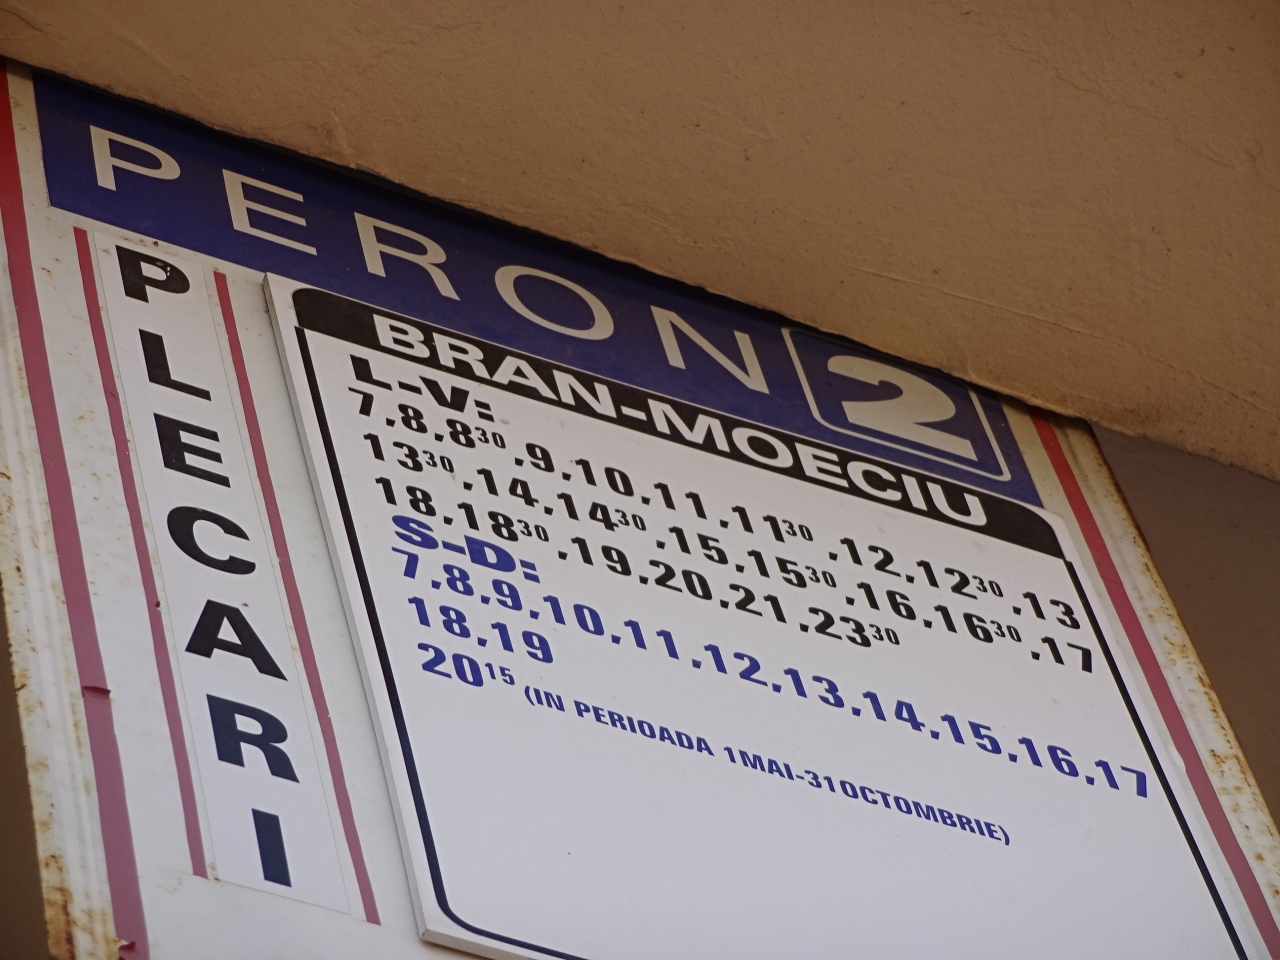 PERON 2
PLECARI
BRAN-MOECIU
L-V:
7,8,8³⁰,9,10,11,11³⁰,12,12³⁰,13
13³⁰,14,14³⁰,15,15³⁰,16,16³⁰,17
18,18³⁰,19,20,21,23³⁰
S-D:
7,8,9,10,11,12,13,14,15,16,17
18,19
20¹⁵ (IN PERIOADA 1MAI-31OCTOMBRIE)